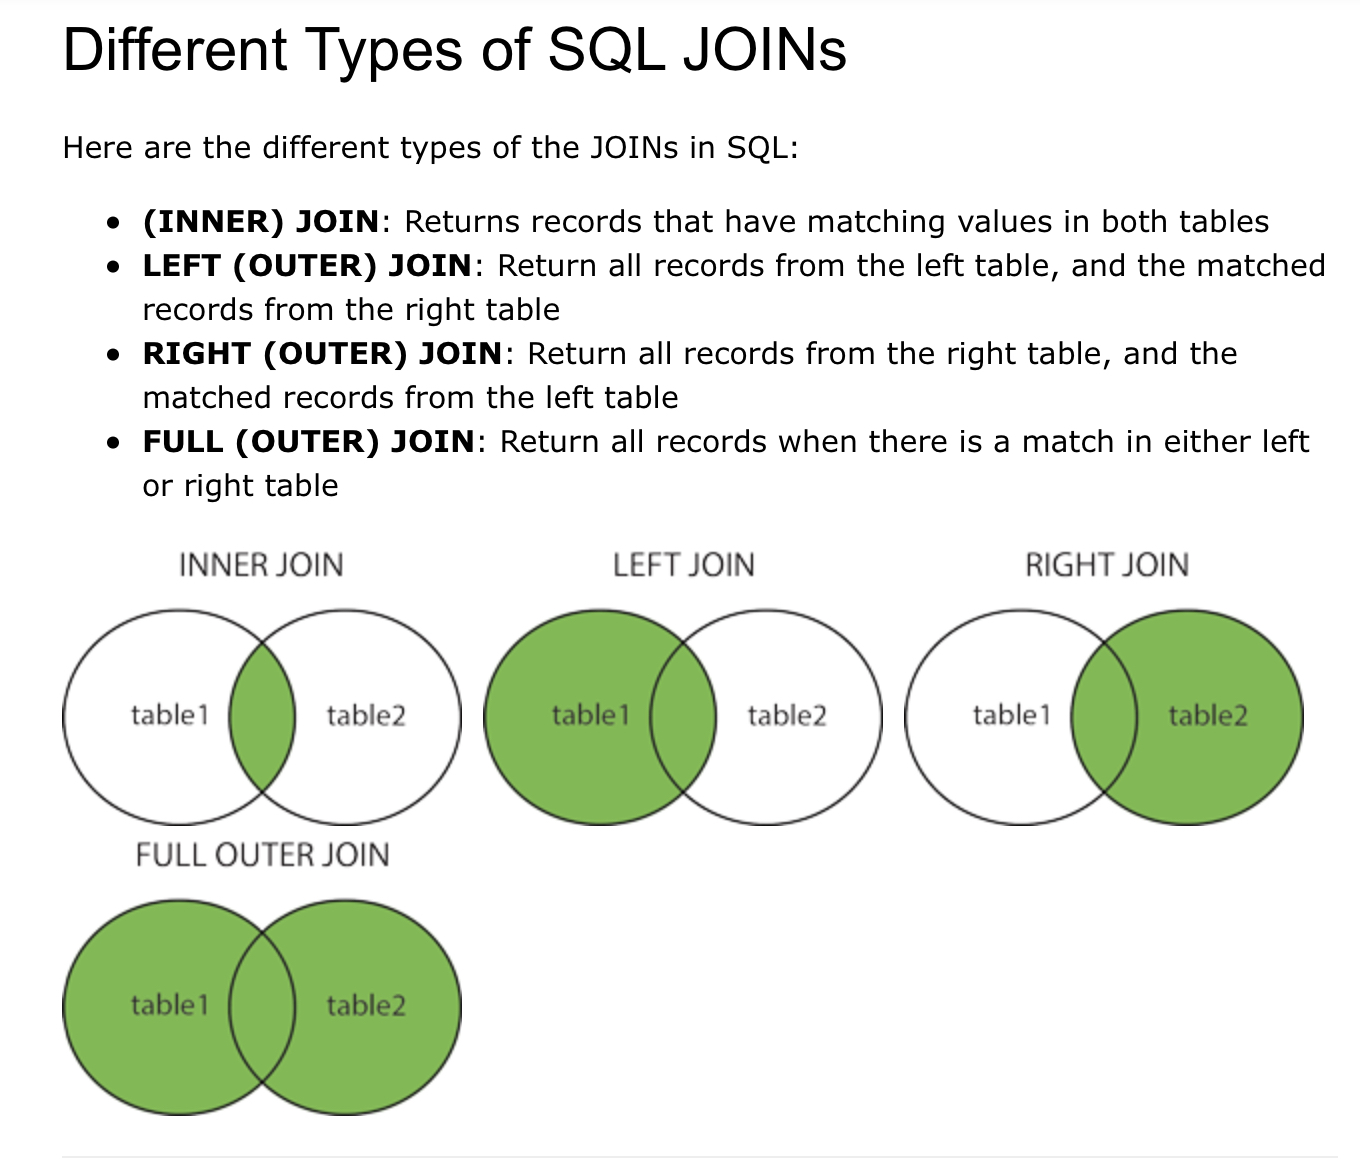 Different Types of SQL JOINs
Here are the different types of the JOINs in SQL:
• (INNER) JOIN: Returns records that have matching values in both tables
• LEFT (OUTER) JOIN: Return all records from the left table, and the matched
records from the right table
• RIGHT (OUTER) JOIN: Return all records from the right table, and the
matched records from the left table
• FULL (OUTER) JOIN: Return all records when there is a match in either left
or right table
INNER JOIN
table1
table2
LEFT JOIN
table1
table2
RIGHT JOIN
table1
table2
FULL OUTER JOIN
table1
table2